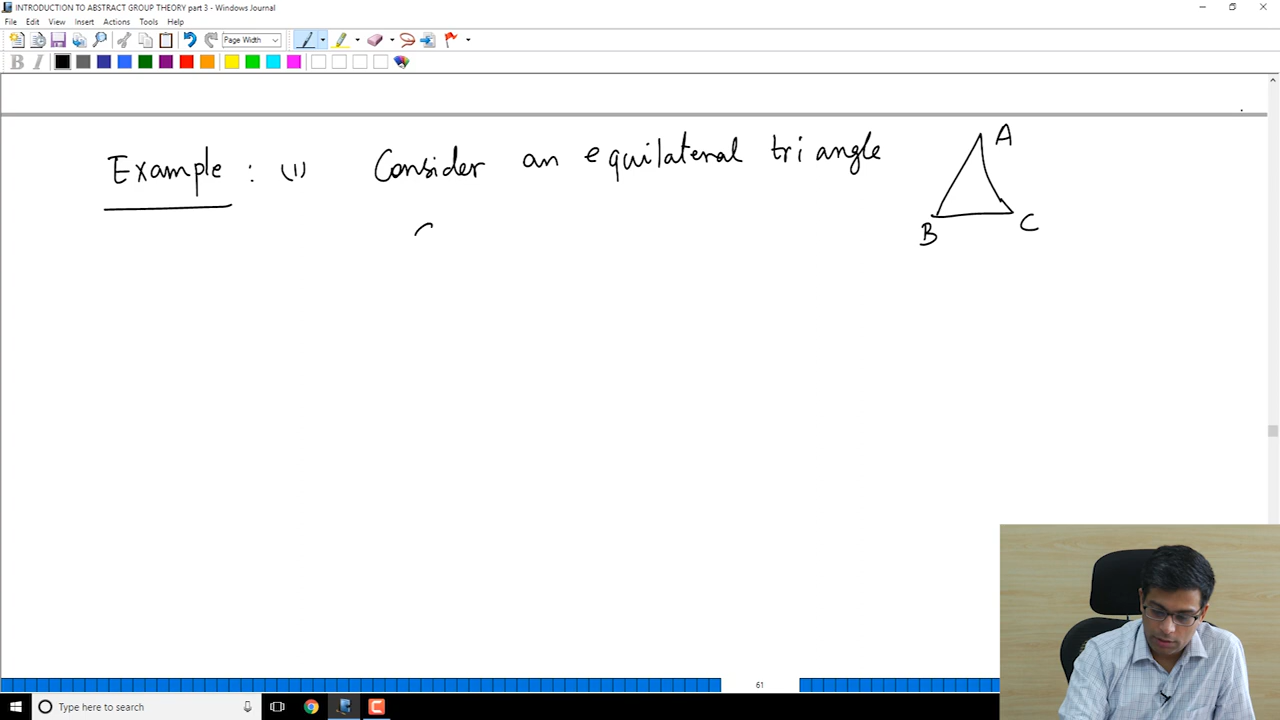 INTRODUCTION TO ABSTRACT GROUP THEORY part 3 - Windows Journal
File Edit View Insert Actions Tools Help
Page Width
B I
Example : (1) Consider an equilateral triangle
A
B C
61
Type here to search